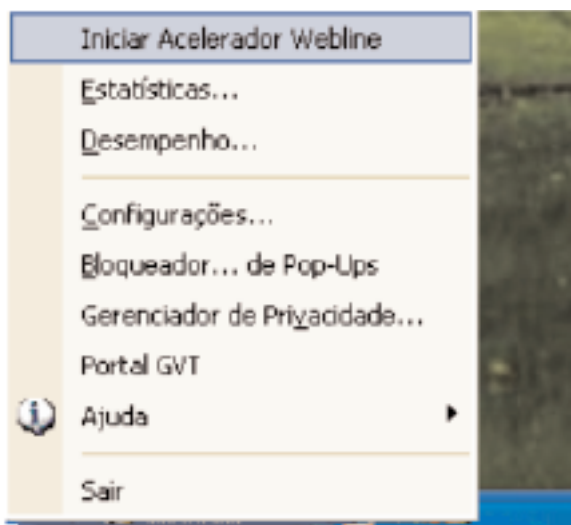 Iniciar Acelerador Webline
Estatísticas...
Desempenho...
Configurações...
Bloqueador... de Pop-Ups
Gerenciador de Privacidade...
Portal GVT
Ajuda
Sair